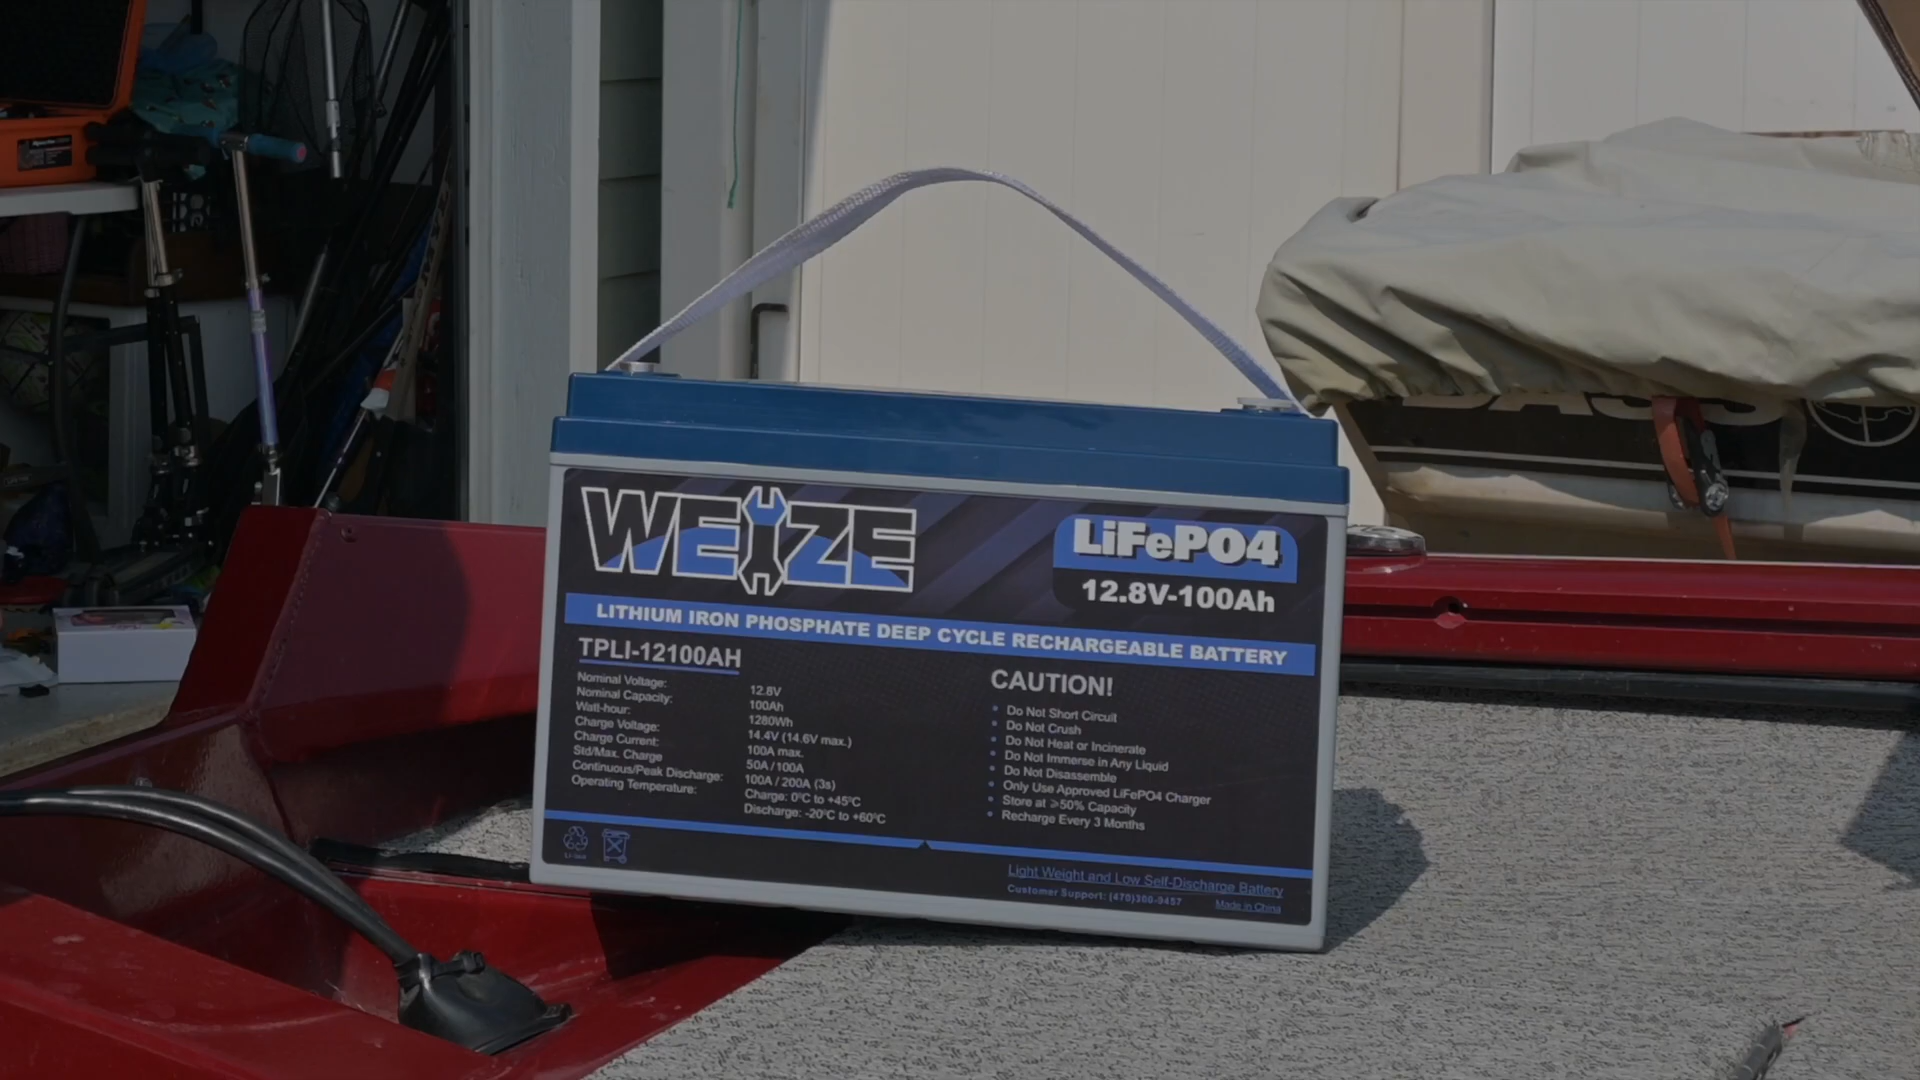 WEIZE
LiFePO4
12.8V-100Ah
LITHIUM IRON PHOSPHATE DEEP CYCLE RECHARGEABLE BATTERY
TPLI-12100AH
Nominal Voltage: 12.8V
Nominal Capacity: 100Ah
Watt-hour: 1280Wh
Charge Voltage: 14.4V (14.6V max.)
Charge Current: 100A max.
Std/Max. Charge 50A / 100A
Continuous/Peak Discharge: 100A / 200A (3s)
Operating Temperature: Charge: 0°C to +45°C
Discharge: -20°C to +60°C
CAUTION!
• Do Not Short Circuit
• Do Not Crush
• Do Not Heat or Incinerate
• Do Not Immerse in Any Liquid
• Do Not Disassemble
• Only Use Approved LiFePO4 Charger
• Store at ⩾50% Capacity
• Recharge Every 3 Months
Light Weight and Low Self-Discharge Battery
Customer Support:
Made in China
BASS